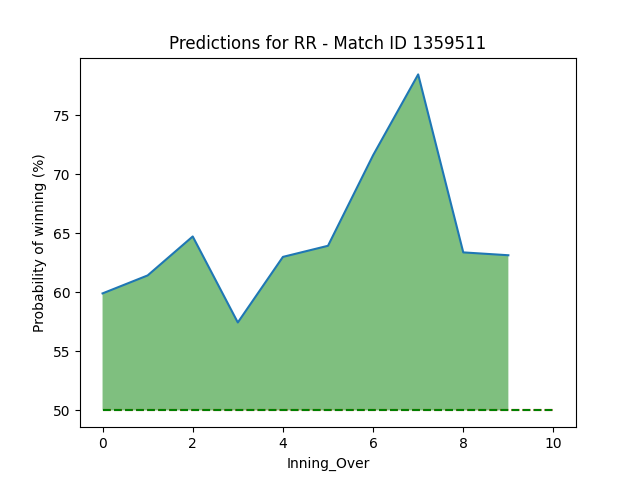 Predictions for RR - Match ID 1359511
Probability of winning (%)
75
70
65
60
55
50
0 2 4 6 8 10
Inning_Over